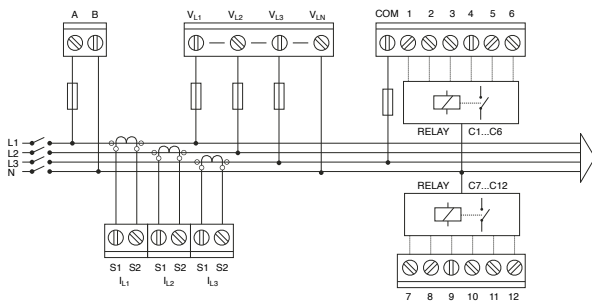 A B
VL1 VL2 VL3 VLN
COM 1 2 3 4 5 6
RELAY C1...C6
L1
L2
L3
N
RELAY C7...C12
S1 S2 S1 S2 S1 S2
IL1 IL2 IL3
7 8 9 10 11 12